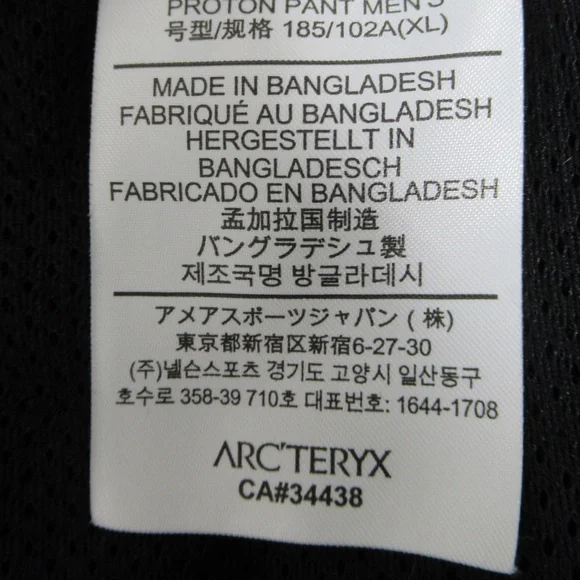 PROTON PANT MEN'S
号型/规格 185/102A(XL)
MADE IN BANGLADESH
FABRIQUÉ AU BANGLADESH
HERGESTELLT IN
BANGLADESCH
FABRICADO EN BANGLADESH
孟加拉国制造
バングラデシュ製
제조국명 방글라데시
アメアスポーツジャパン (株)
東京都新宿区新宿6-27-30
(주)넬슨스포츠 경기도 고양시 일산동구
호수로 358-39 710호 대표번호: 1644-1708
ARC'TERYX
CA#34438